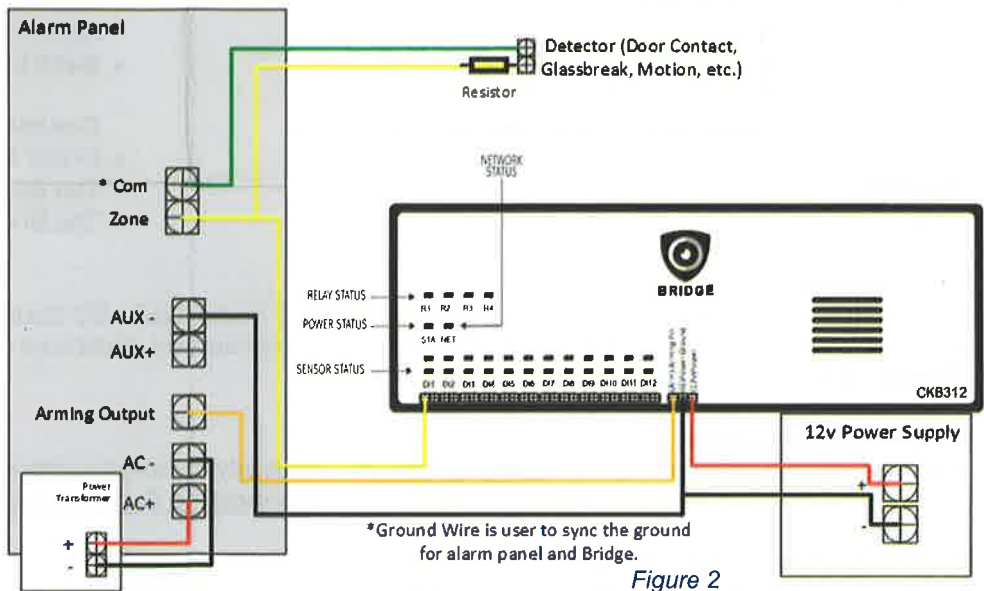 Alarm Panel
Detector (Door Contact,
Glassbreak, Motion, etc.)
Resistor
* Com
Zone
NETWORK
STATUS
BRIDGE
RELAY STATUS
R1 R2 R3 R4
AUX -
POWER STATUS
STA NET
AUX+
SENSOR STATUS
DI1 DI2 DI3 DI4 DI5 DI6 DI7 DI8 DI9 DI10 DI11 DI12
CKB312
Arming Output
12v Power Supply
AC -
Power
Transformer
AC+
+
-
+
-
*Ground Wire is user to sync the ground
for alarm panel and Bridge.
Figure 2